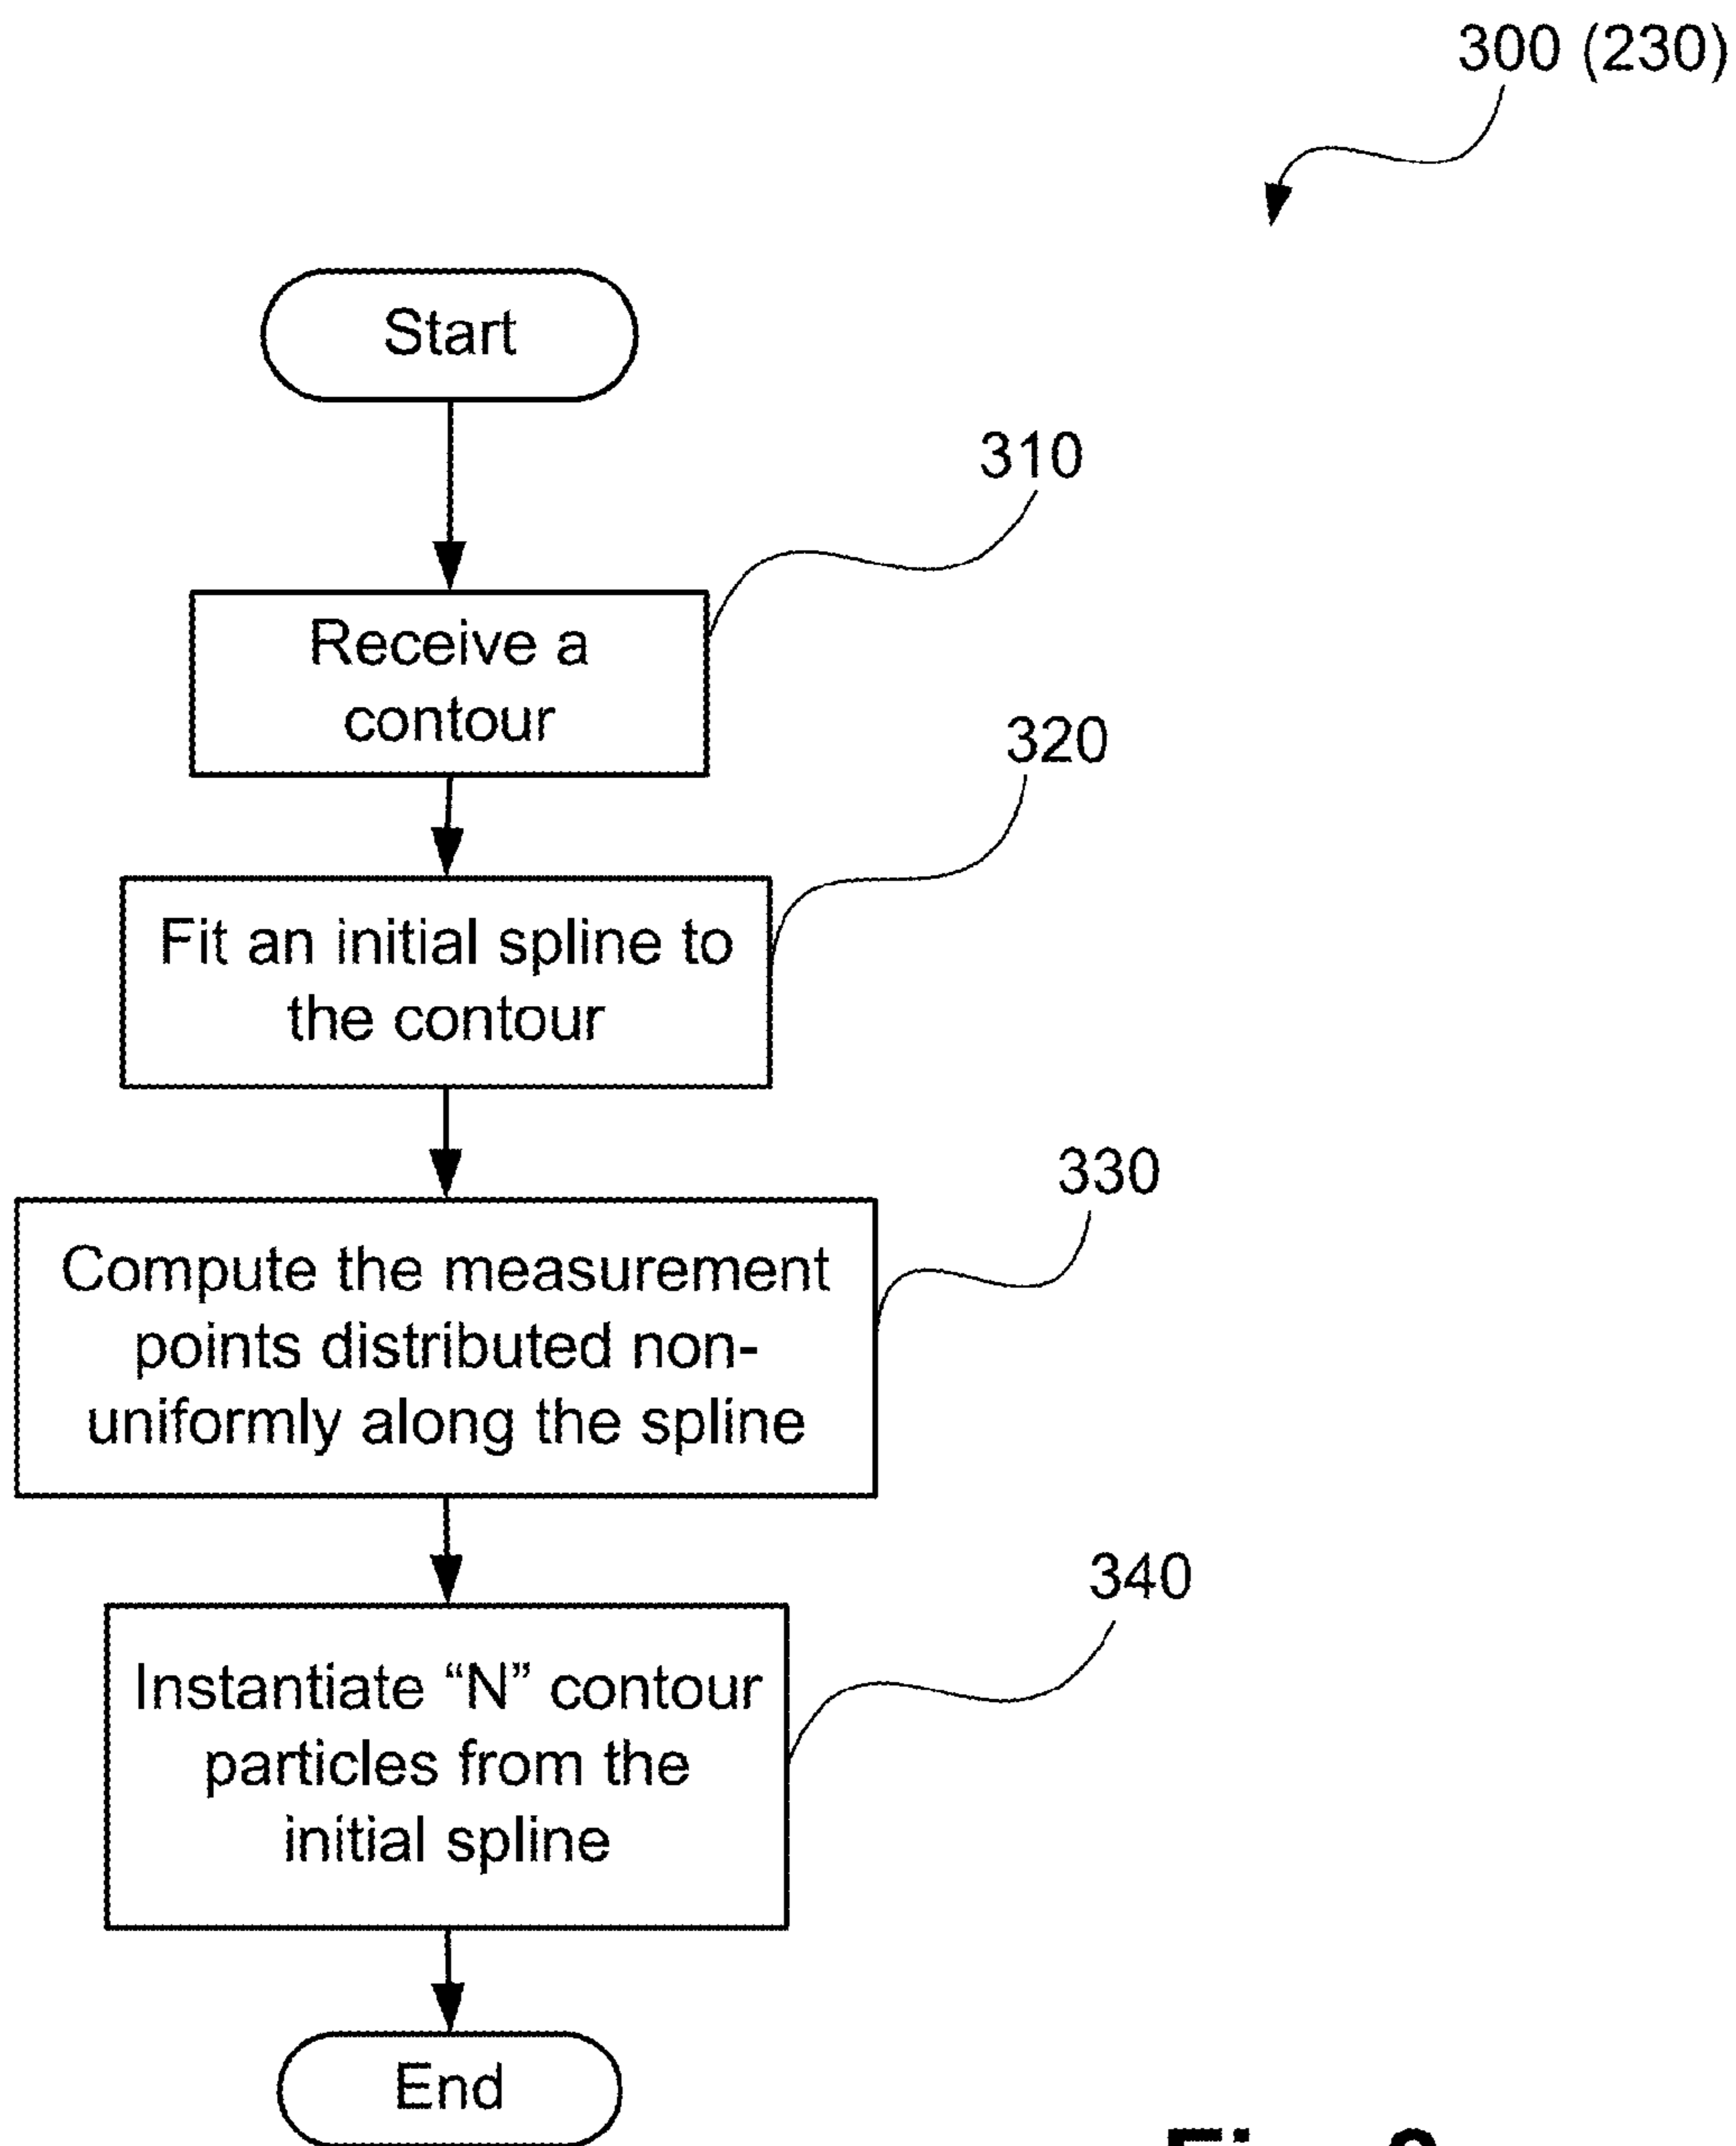 300 (230)
Start
310
Receive a
contour
320
Fit an initial spline to
the contour
330
Compute the measurement
points distributed non-
uniformly along the spline
340
Instantiate “N” contour
particles from the
initial spline
End